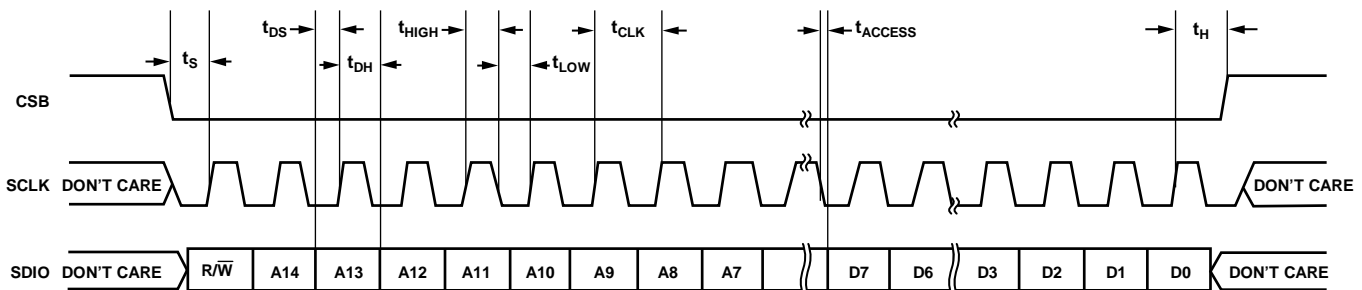 tDS
tHIGH
tCLK
tACCESS
tH
tS
tDH
tLOW
CSB
SCLK DON'T CARE DON'T CARE
SDIO DON'T CARE R/W̅ A14 A13 A12 A11 A10 A9 A8 A7 D7 D6 D3 D2 D1 D0 DON'T CARE